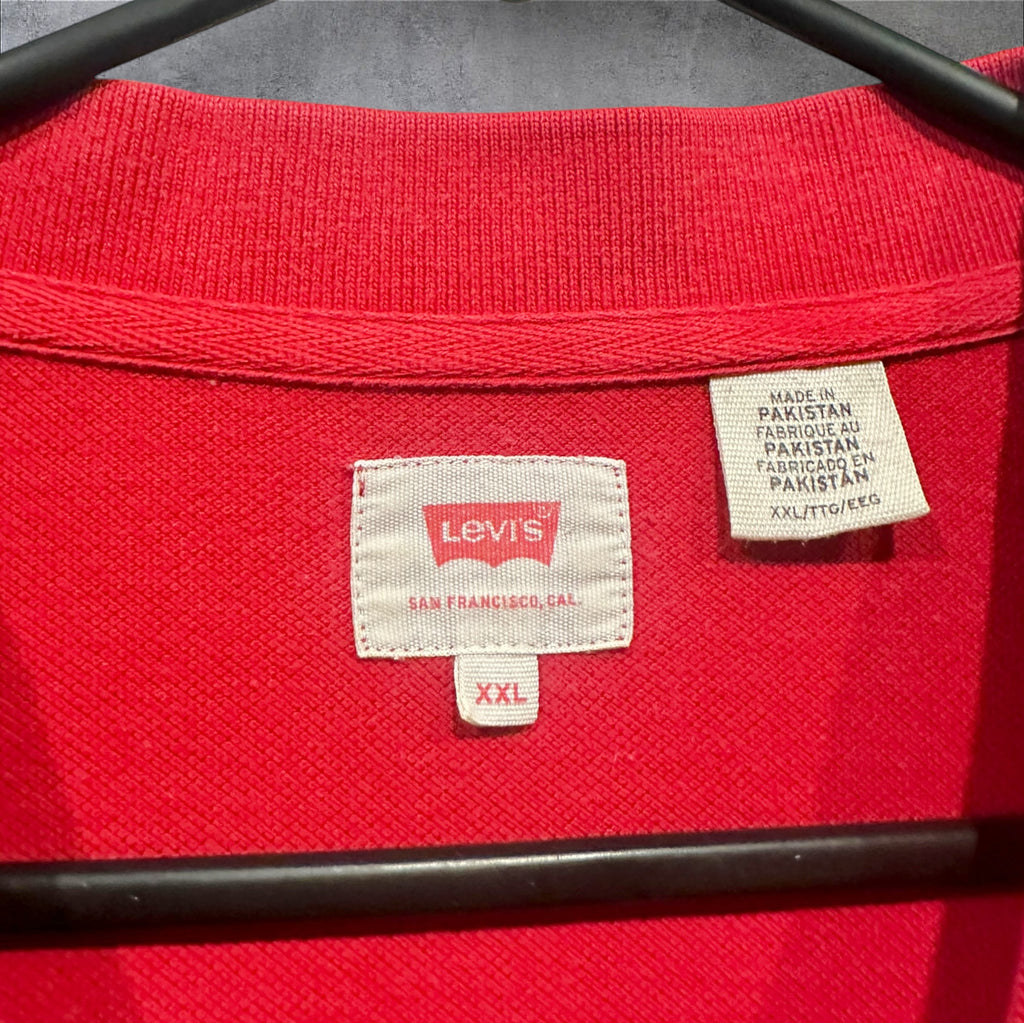 LEVI'S
SAN FRANCISCO, CAL.
XXL
MADE IN
PAKISTAN
FABRIQUE AU
PAKISTAN
FABRICADO EN
PAKISTAN
XXL/TTG/EEG